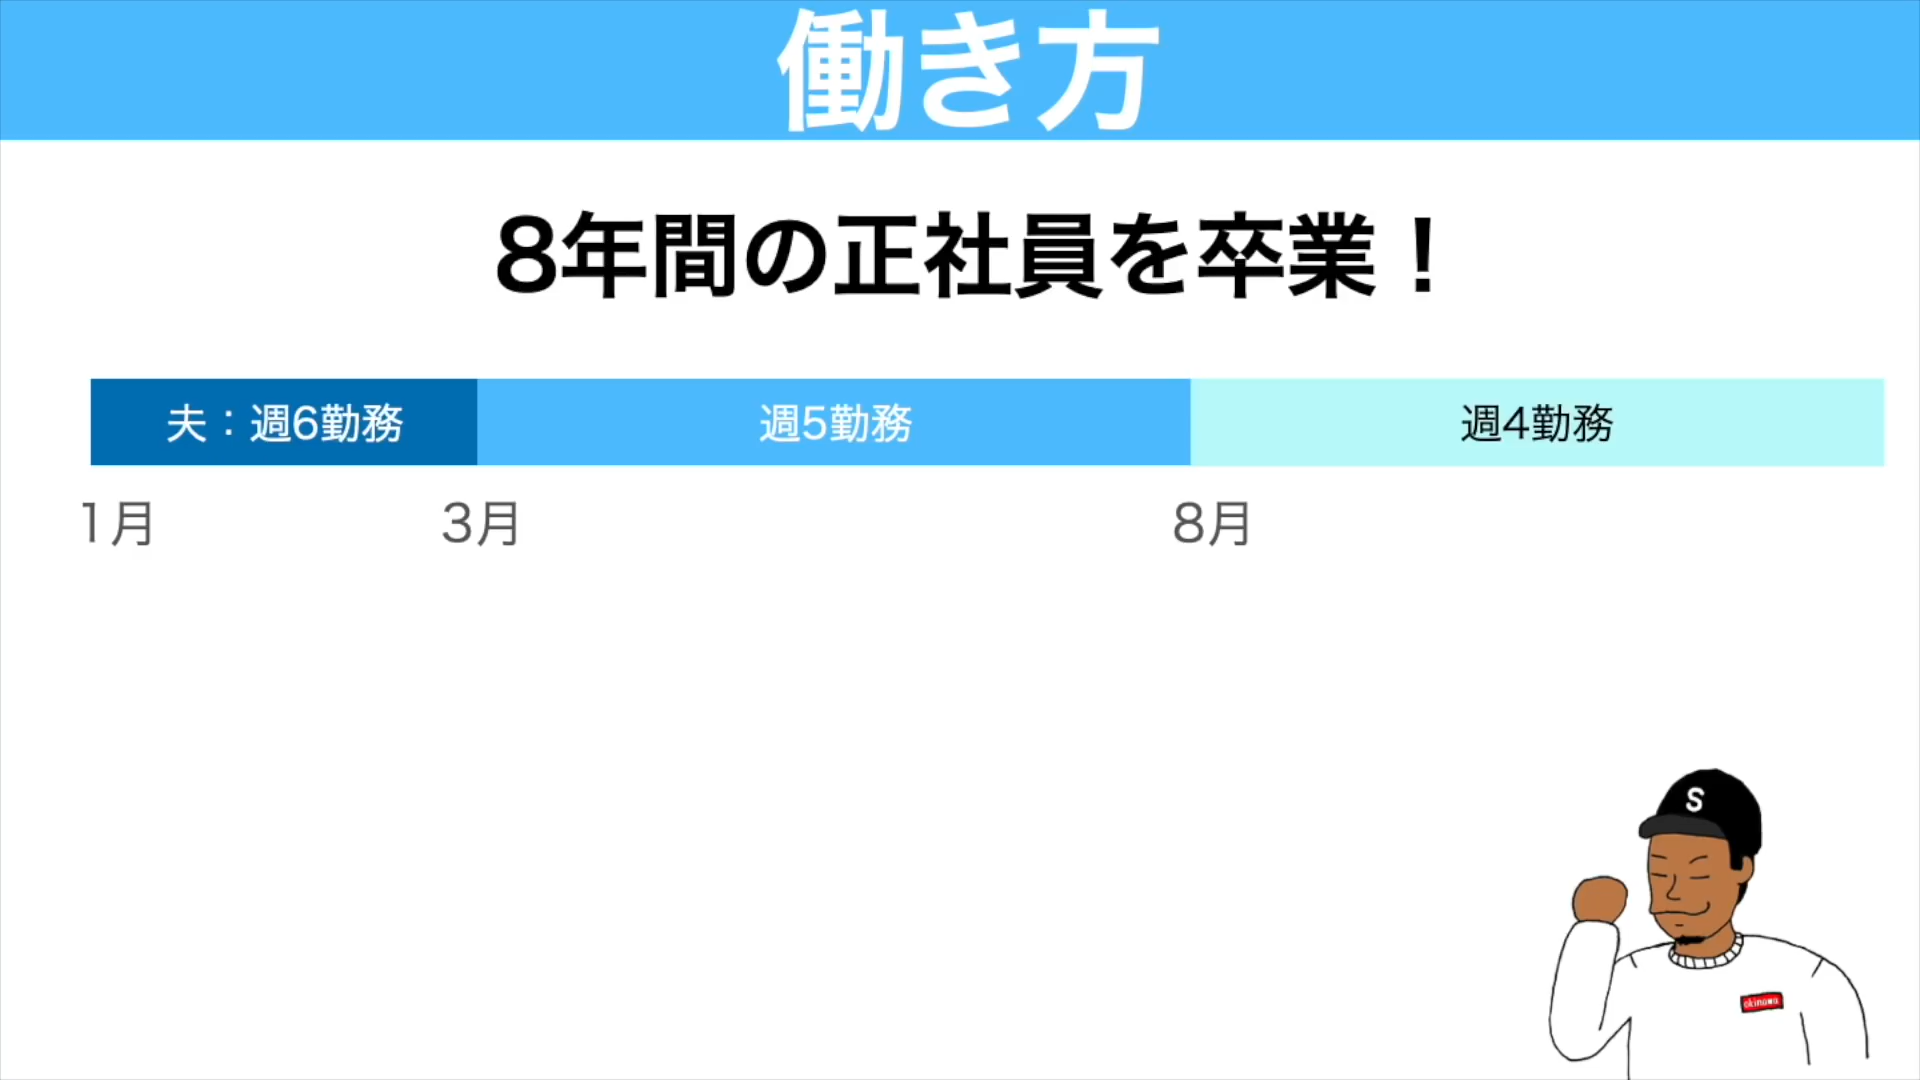 働き方
8年間の正社員を卒業！
夫：週6勤務 週5勤務 週4勤務
1月 3月 8月
S
okinawa